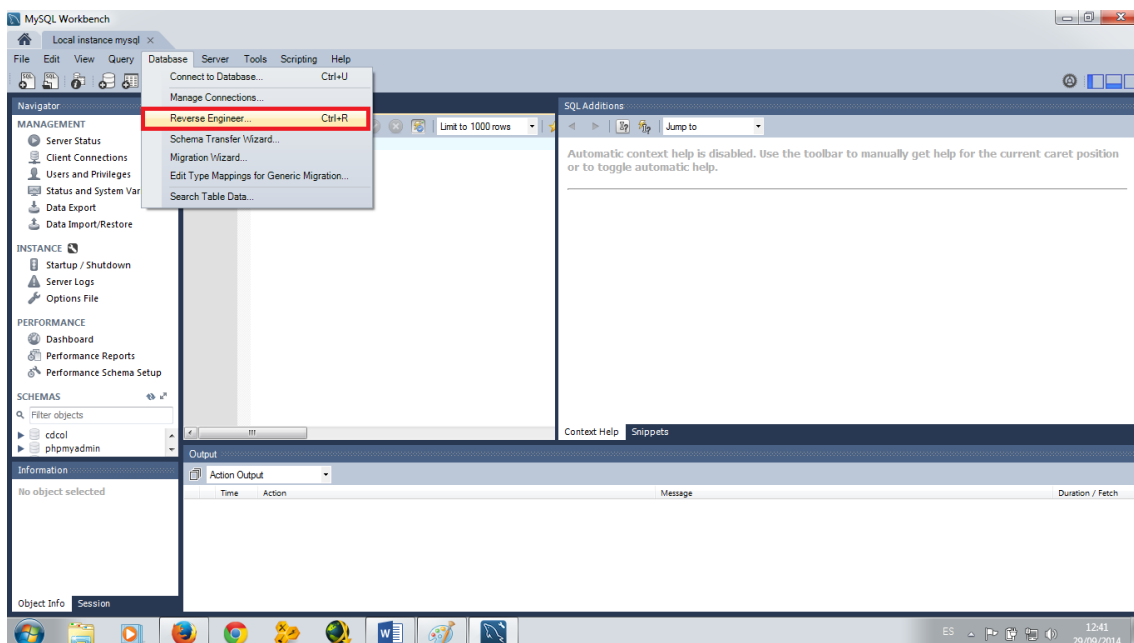 MySQL Workbench
Local instance mysql
File Edit View Query Database Server Tools Scripting Help
Connect to Database... Ctrl+U
Manage Connections...
Reverse Engineer... Ctrl+R
Schema Transfer Wizard...
Migration Wizard...
Edit Type Mappings for Generic Migration...
Search Table Data...
Navigator
MANAGEMENT
Server Status
Client Connections
Users and Privileges
Status and System Var
Data Export
Data Import/Restore
INSTANCE
Startup / Shutdown
Server Logs
Options File
PERFORMANCE
Dashboard
Performance Reports
Performance Schema Setup
SCHEMAS
Filter objects
cdcol
phpmyadmin
Information
No object selected
Object Info Session
Limit to 1000 rows
SQL Additions
Jump to
Automatic context help is disabled. Use the toolbar to manually get help for the current caret position
or to toggle automatic help.
Context Help Snippets
Output
Action Output
Time Action Message Duration / Fetch
ES
12:41
29/09/2014